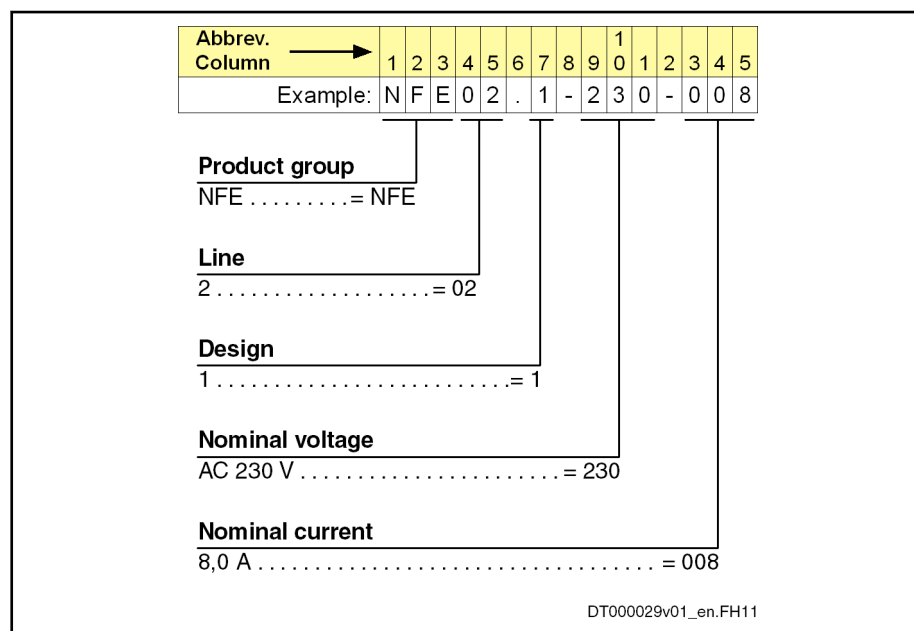 Abbrev.
Column 1 2 3 4 5 6 7 8 9 10 1 2 3 4 5
Example: N F E 0 2 . 1 - 2 3 0 - 0 0 8
Product group
NFE . . . . . . . . . = NFE
Line
2 . . . . . . . . . . . . . . . . . . . = 02
Design
1 . . . . . . . . . . . . . . . . . . . . . . . . . .= 1
Nominal voltage
AC 230 V . . . . . . . . . . . . . . . . . . . . . . . = 230
Nominal current
8,0 A . . . . . . . . . . . . . . . . . . . . . . . . . . . . . . . . . . . = 008
DT000029v01_en.FH11